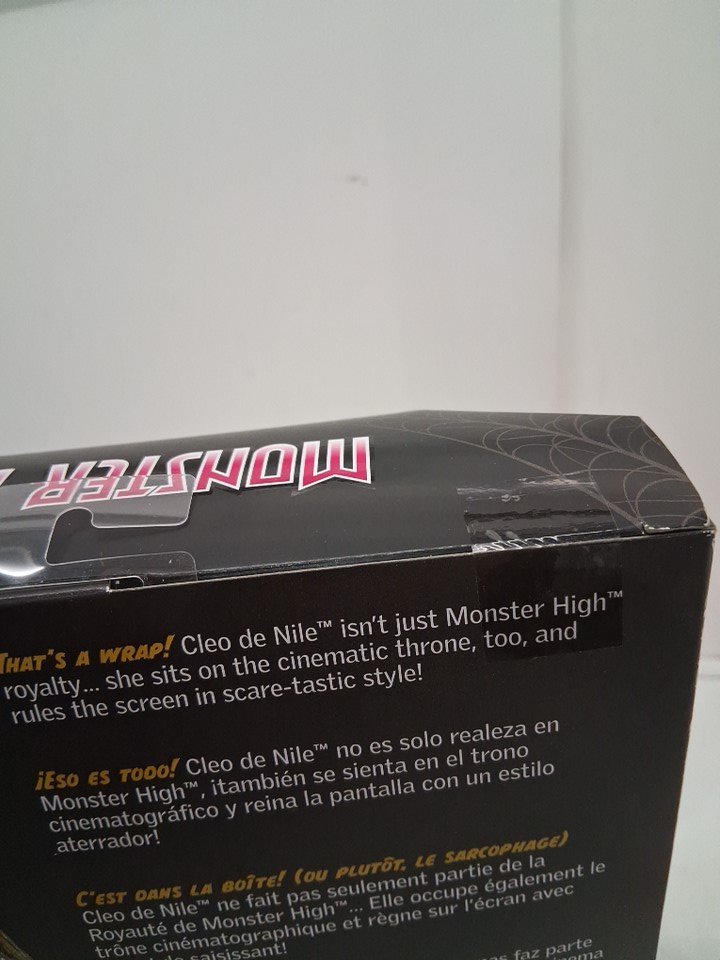 MONSTER
THAT'S A WRAP! Cleo de Nile™ isn't just Monster High™
royalty... she sits on the cinematic throne, too, and
rules the screen in scare-tastic style!
¡ESO ES TODO! Cleo de Nile™ no es solo realeza en
Monster High™, ¡también se sienta en el trono
cinematográfico y reina la pantalla con un estilo
aterrador!
C'EST DANS LA BOÎTE! (OU PLUTÔT, LE SARCOPHAGE)
Cleo de Nile™ ne fait pas seulement partie de la
Royauté de Monster High™... Elle occupe également le
trône cinématographique et règne sur l'écran avec
saisissant!
faz parte